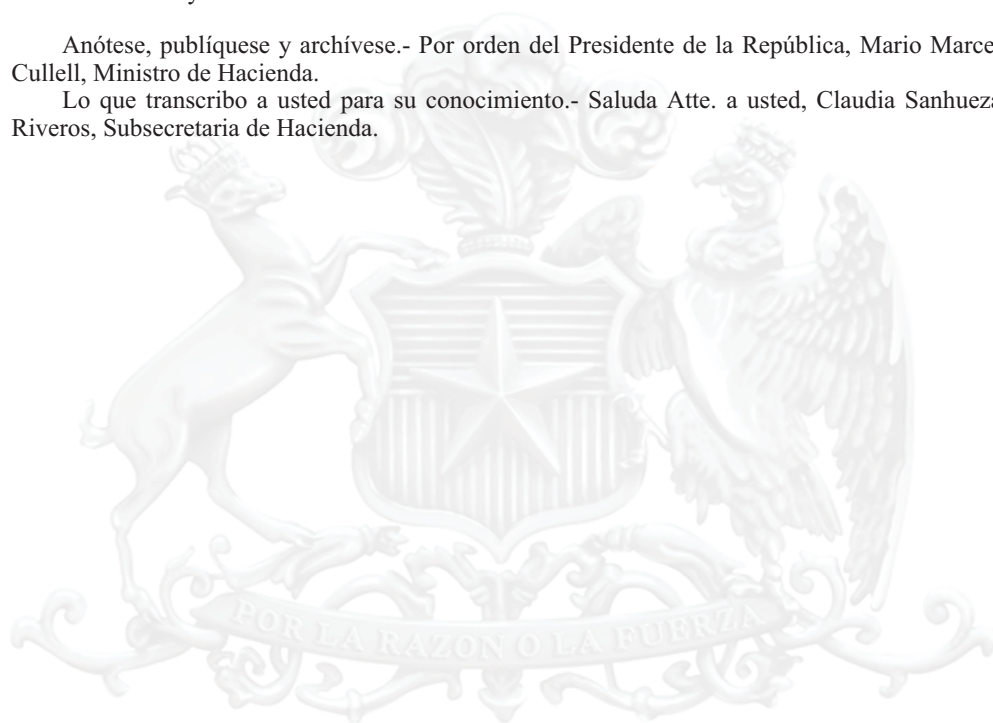 Anótese, publíquese y archívese.- Por orden del Presidente de la República, Mario Marce
Cullell, Ministro de Hacienda.
Lo que transcribo a usted para su conocimiento.- Saluda Atte. a usted, Claudia Sanhueza
Riveros, Subsecretaria de Hacienda.
POR LA RAZON O LA FUERZA